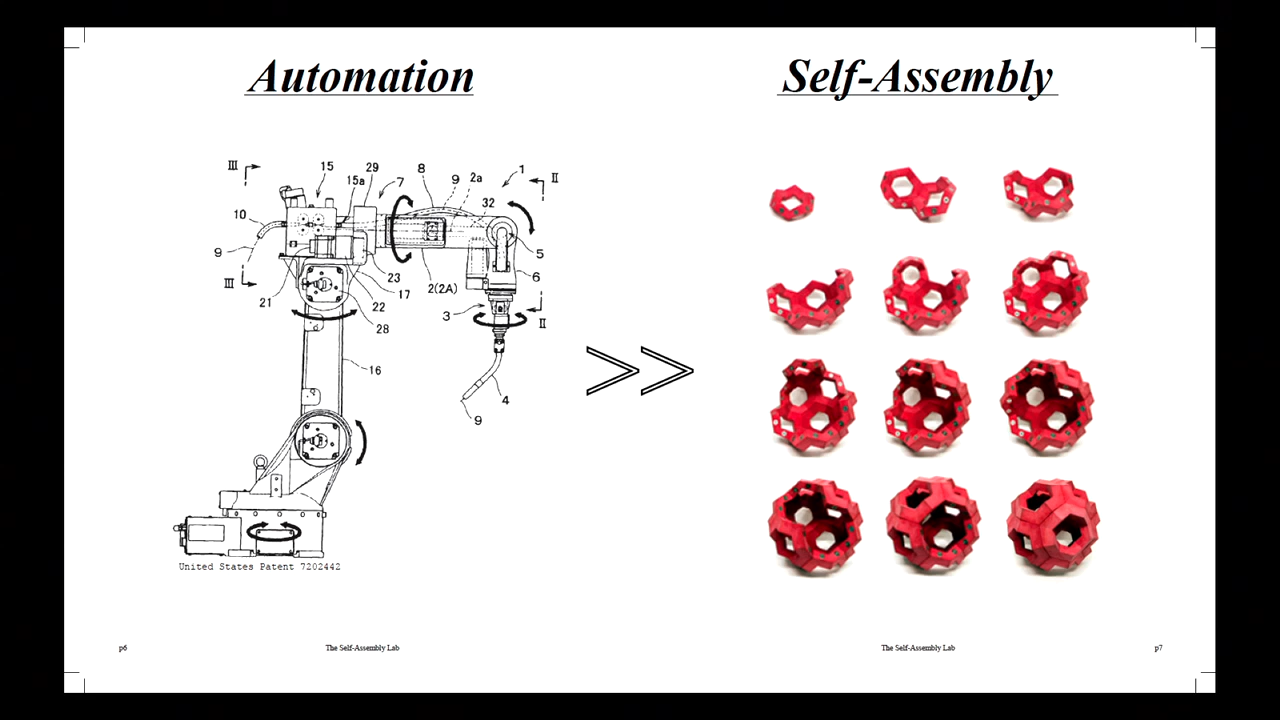 Automation
Self-Assembly
III
15
29
8
1
15a
7
9
2a
II
10
32
9
5
III
23
6
21
17
2(2A)
22
3
28
II
16
4
9
United States Patent 7202442
p6
The Self-Assembly Lab
The Self-Assembly Lab
p7